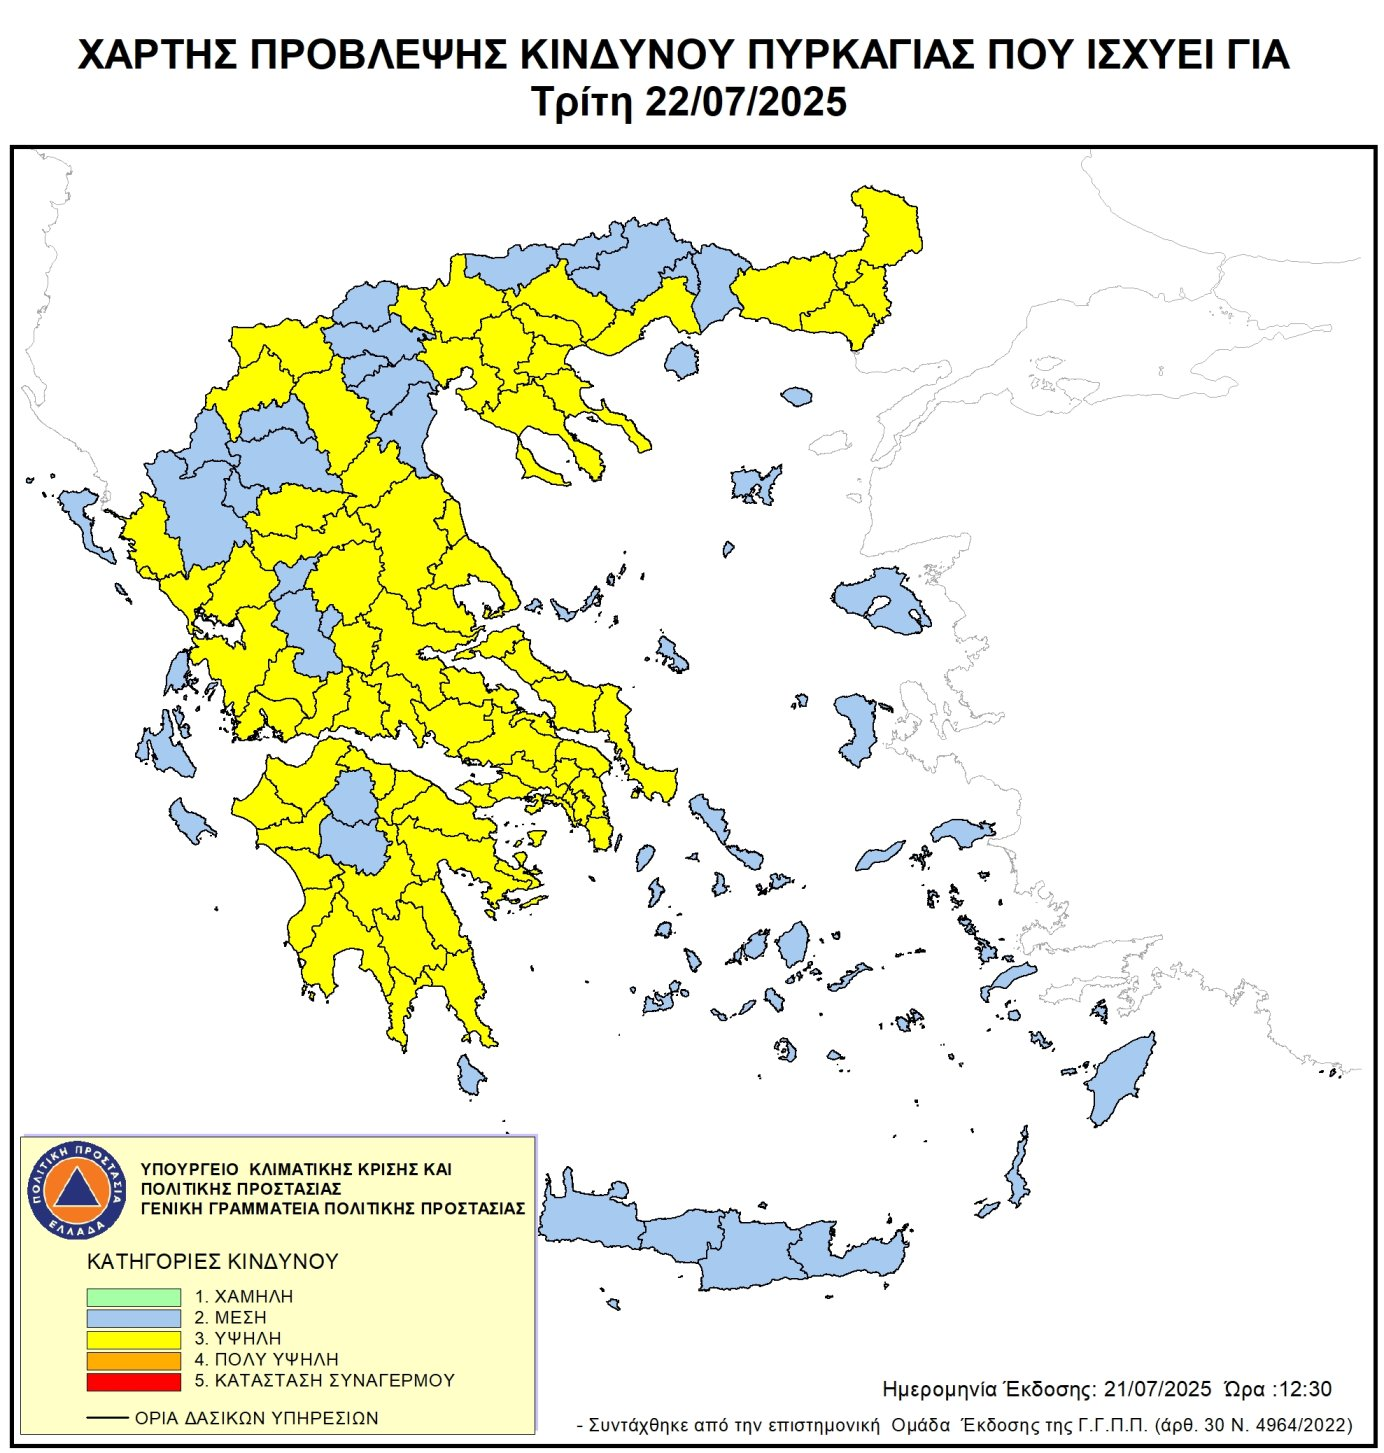 ΧΑΡΤΗΣ ΠΡΟΒΛΕΨΗΣ ΚΙΝΔΥΝΟΥ ΠΥΡΚΑΓΙΑΣ ΠΟΥ ΙΣΧΥΕΙ ΓΙΑ
Τρίτη 22/07/2025
ΠΟΛΙΤΙΚΗ ΠΡΟΣΤΑΣΙΑ
ΕΛΛΑΔΑ
ΥΠΟΥΡΓΕΙΟ ΚΛΙΜΑΤΙΚΗΣ ΚΡΙΣΗΣ ΚΑΙ
ΠΟΛΙΤΙΚΗΣ ΠΡΟΣΤΑΣΙΑΣ
ΓΕΝΙΚΗ ΓΡΑΜΜΑΤΕΙΑ ΠΟΛΙΤΙΚΗΣ ΠΡΟΣΤΑΣΙΑΣ
ΚΑΤΗΓΟΡΙΕΣ ΚΙΝΔΥΝΟΥ
1. ΧΑΜΗΛΗ
2. ΜΕΣΗ
3. ΥΨΗΛΗ
4. ΠΟΛΥ ΥΨΗΛΗ
5. ΚΑΤΑΣΤΑΣΗ ΣΥΝΑΓΕΡΜΟΥ
ΟΡΙΑ ΔΑΣΙΚΩΝ ΥΠΗΡΕΣΙΩΝ
Ημερομηνία Έκδοσης: 21/07/2025 Ώρα :12:30
- Συντάχθηκε από την επιστημονική Ομάδα Έκδοσης της Γ.Γ.Π.Π. (άρθ. 30 Ν. 4964/2022)